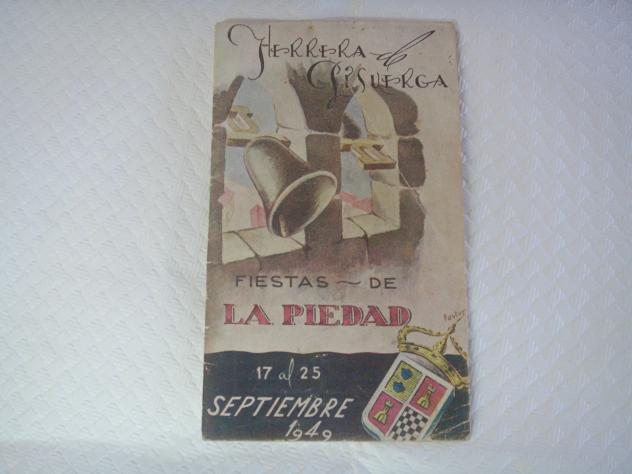 HERRERA de
PISUERGA
FIESTAS ~ DE
LA PIEDAD
17 al 25
SEPTIEMBRE
1949